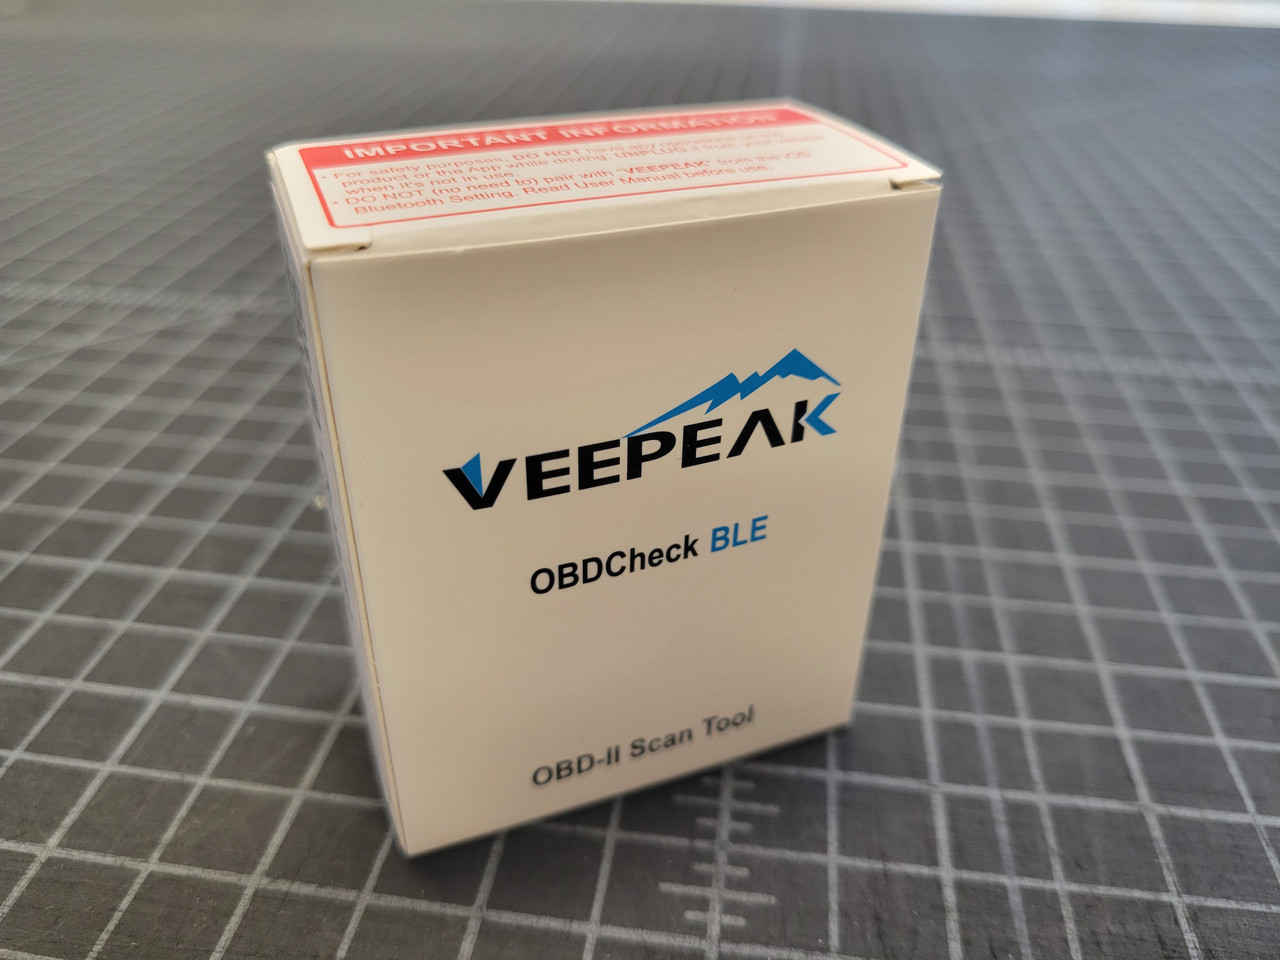 IMPORTANT INFORMATION
• For safety purposes, DO NOT have any operations on the
product or the App while driving. UNPLUG it from your vehicle
when it's not in use.
• DO NOT (no need to) pair with "VEEPEAK" from the iOS
Bluetooth Setting. Read User Manual before use.
VEEPEAK
OBDCheck BLE
OBD-II Scan Tool